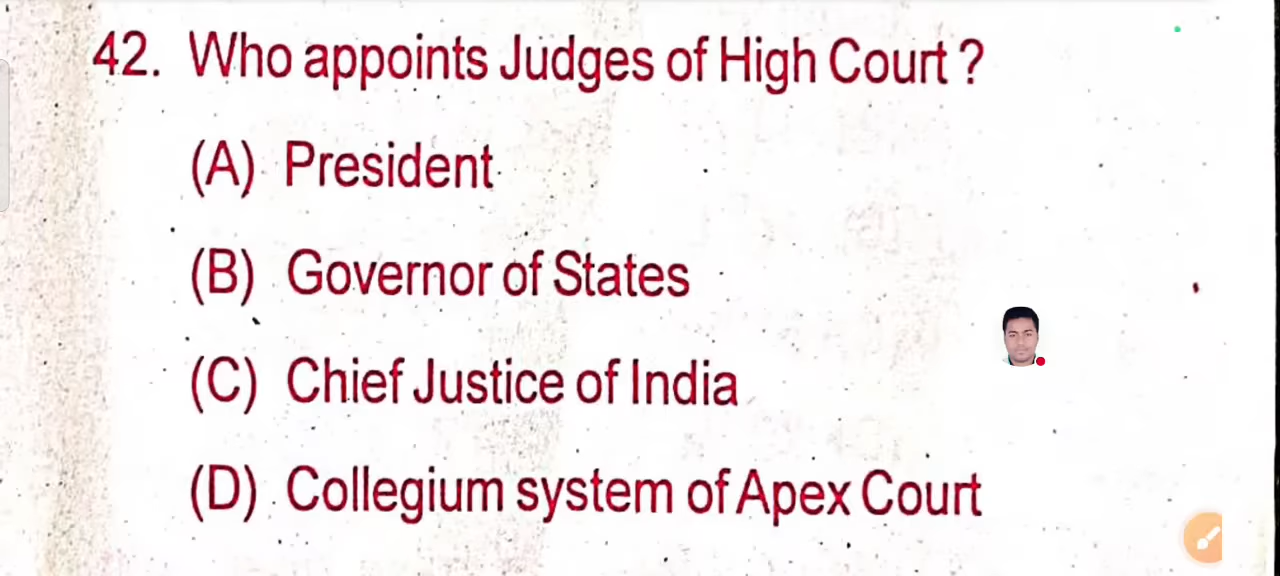 42. Who appoints Judges of High Court ?
(A) President
(B) Governor of States
(C) Chief Justice of India
(D) Collegium system of Apex Court